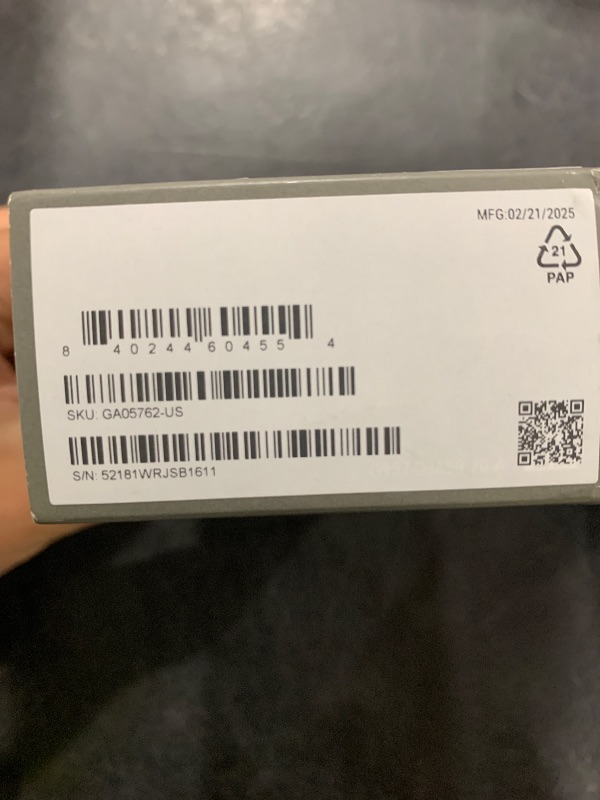 MFG:02/21/2025
21
PAP
8 40244 60455 4
SKU: GA05762-US
S/N: 52181WRJSB1611